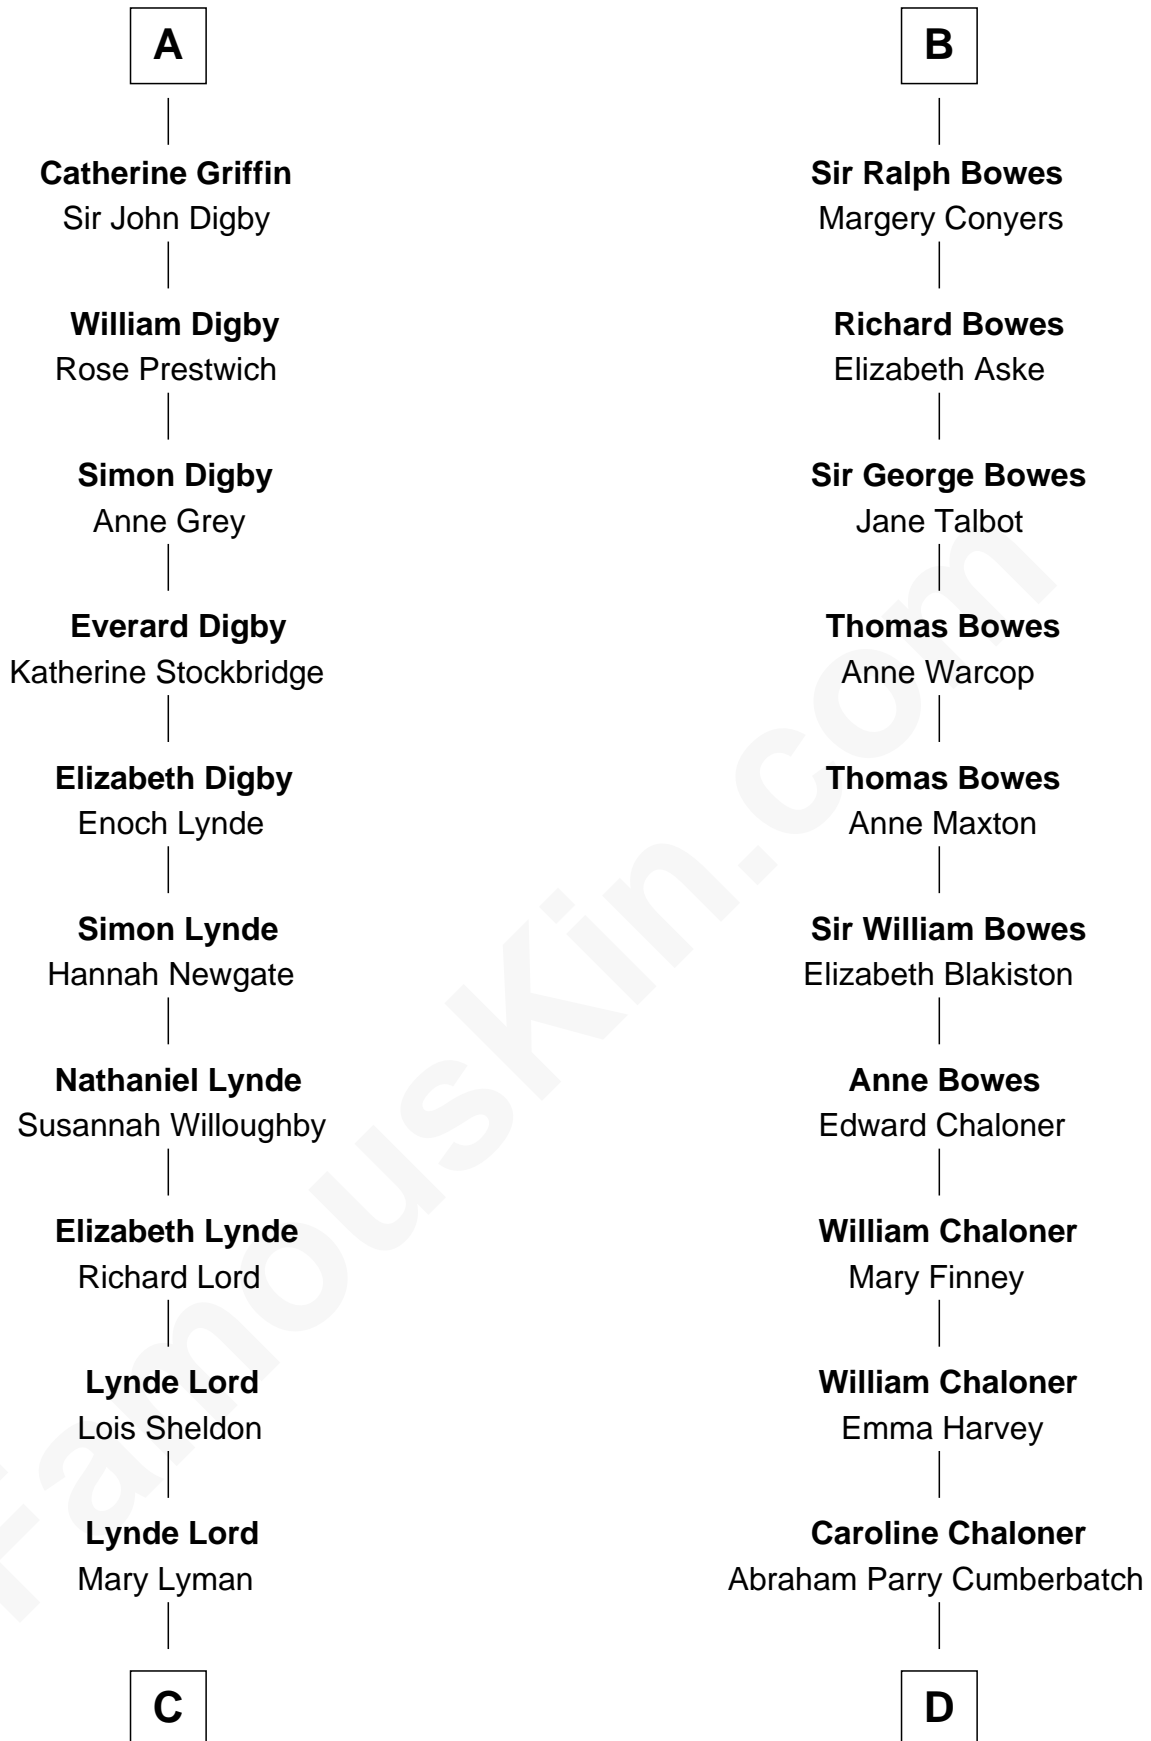 A
Catherine Griffin
Sir John Digby
William Digby
Rose Prestwich
Simon Digby
Anne Grey
Everard Digby
Katherine Stockbridge
Elizabeth Digby
Enoch Lynde
Simon Lynde
Hannah Newgate
Nathaniel Lynde
Susannah Willoughby
Elizabeth Lynde
Richard Lord
Lynde Lord
Lois Sheldon
Lynde Lord
Mary Lyman
C
B
Sir Ralph Bowes
Margery Conyers
Richard Bowes
Elizabeth Aske
Sir George Bowes
Jane Talbot
Thomas Bowes
Anne Warcop
Thomas Bowes
Anne Maxton
Sir William Bowes
Elizabeth Blakiston
Anne Bowes
Edward Chaloner
William Chaloner
Mary Finney
William Chaloner
Emma Harvey
Caroline Chaloner
Abraham Parry Cumberbatch
D
FamousKin.com